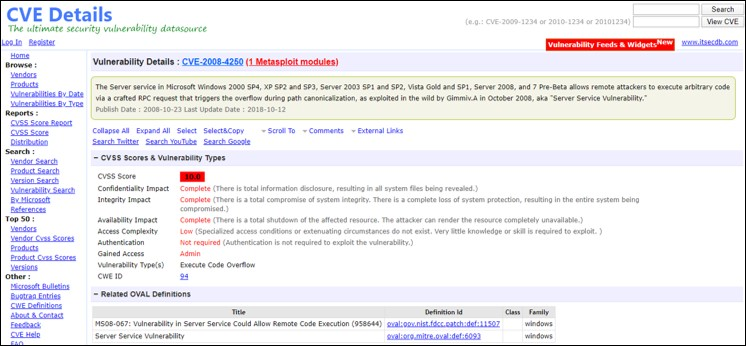 CVE Details
The ultimate security vulnerability datasource
Search
(e.g.: CVE-2009-1234 or 2010-1234 or 20101234)
View CVE
Log In Register
Vulnerability Feeds & WidgetsNew
www.itsecdb.com
Home
Browse :
Vendors
Products
Vulnerabilities By Date
Vulnerabilities By Type
Reports :
CVSS Score Report
CVSS Score
Distribution
Search :
Vendor Search
Product Search
Version Search
Vulnerability Search
By Microsoft
References
Top 50 :
Vendors
Vendor Cvss Scores
Products
Product Cvss Scores
Versions
Other :
Microsoft Bulletins
Bugtraq Entries
CWE Definitions
About & Contact
Feedback
CVE Help
FAQ
Vulnerability Details : CVE-2008-4250 (1 Metasploit modules)
The Server service in Microsoft Windows 2000 SP4, XP SP2 and SP3, Server 2003 SP1 and SP2, Vista Gold and SP1, Server 2008, and 7 Pre-Beta allows remote attackers to execute arbitrary code
via a crafted RPC request that triggers the overflow during path canonicalization, as exploited in the wild by Gimmiv.A in October 2008, aka "Server Service Vulnerability."
Publish Date : 2008-10-23 Last Update Date : 2018-10-12
Collapse All Expand All Select Select&Copy Scroll To Comments External Links
Search Twitter Search YouTube Search Google
– CVSS Scores & Vulnerability Types
CVSS Score 10.0
Confidentiality Impact Complete (There is total information disclosure, resulting in all system files being revealed.)
Integrity Impact Complete (There is a total compromise of system integrity. There is a complete loss of system protection, resulting in the entire system being
compromised.)
Availability Impact Complete (There is a total shutdown of the affected resource. The attacker can render the resource completely unavailable.)
Access Complexity Low (Specialized access conditions or extenuating circumstances do not exist. Very little knowledge or skill is required to exploit. )
Authentication Not required (Authentication is not required to exploit the vulnerability.)
Gained Access Admin
Vulnerability Type(s) Execute Code Overflow
CWE ID 94
– Related OVAL Definitions
Title Definition Id Class Family
MS08-067: Vulnerability in Server Service Could Allow Remote Code Execution (958644) oval:gov.nist.fdcc.patch:def:11507 windows
Server Service Vulnerability oval:org.mitre.oval:def:6093 windows